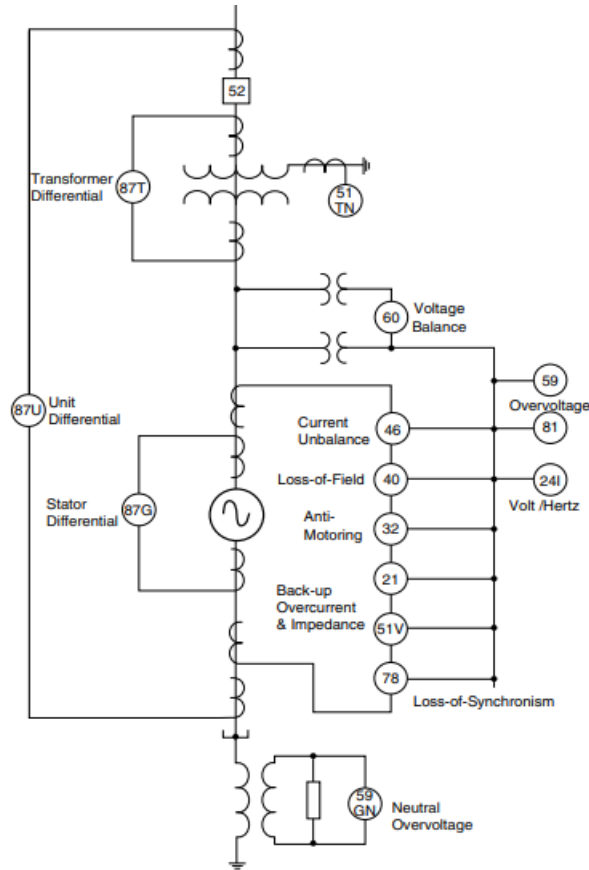 52
Transformer
Differential
87T
51
TN
60
Voltage
Balance
59
Overvoltage
87U
Unit
Differential
Current
Unbalance
46
81
Loss-of-Field
40
24I
Volt /Hertz
Stator
Differential
87G
Anti-
Motoring
32
21
Back-up
Overcurrent
& Impedance
51V
78
Loss-of-Synchronism
59
GN
Neutral
Overvoltage